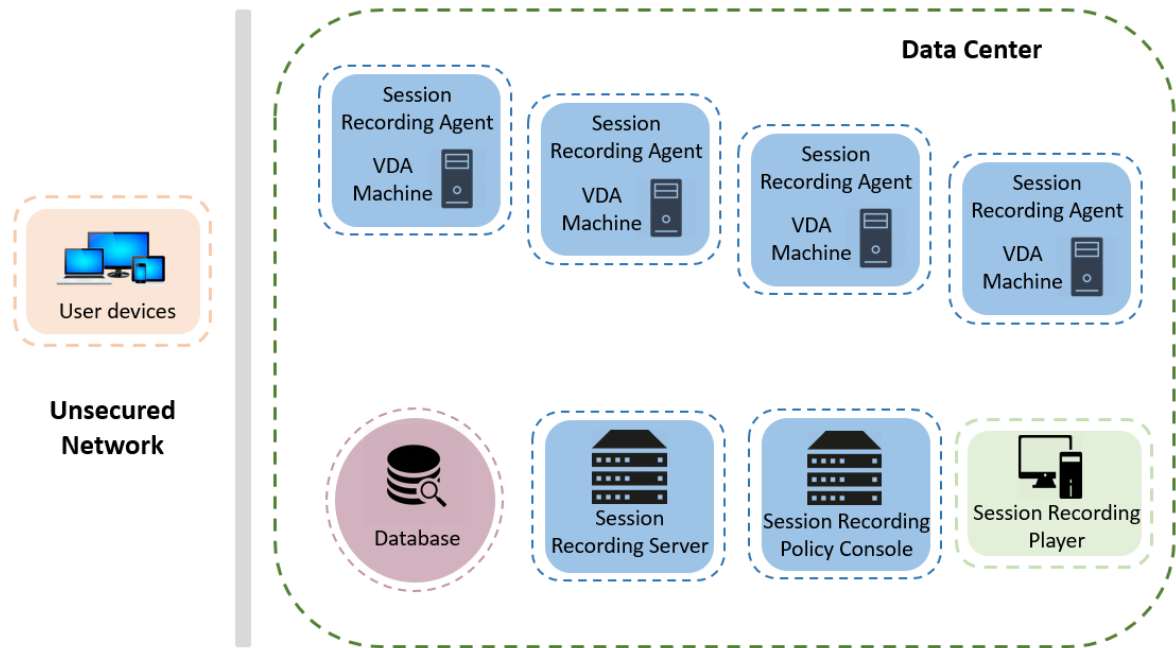 Data Center
Session
Recording Agent
VDA
Machine
Session
Recording Agent
VDA
Machine
Session
Recording Agent
VDA
Machine
Session
Recording Agent
VDA
Machine
User devices
Unsecured
Network
Database
Session
Recording Server
Session Recording
Policy Console
Session Recording
Player